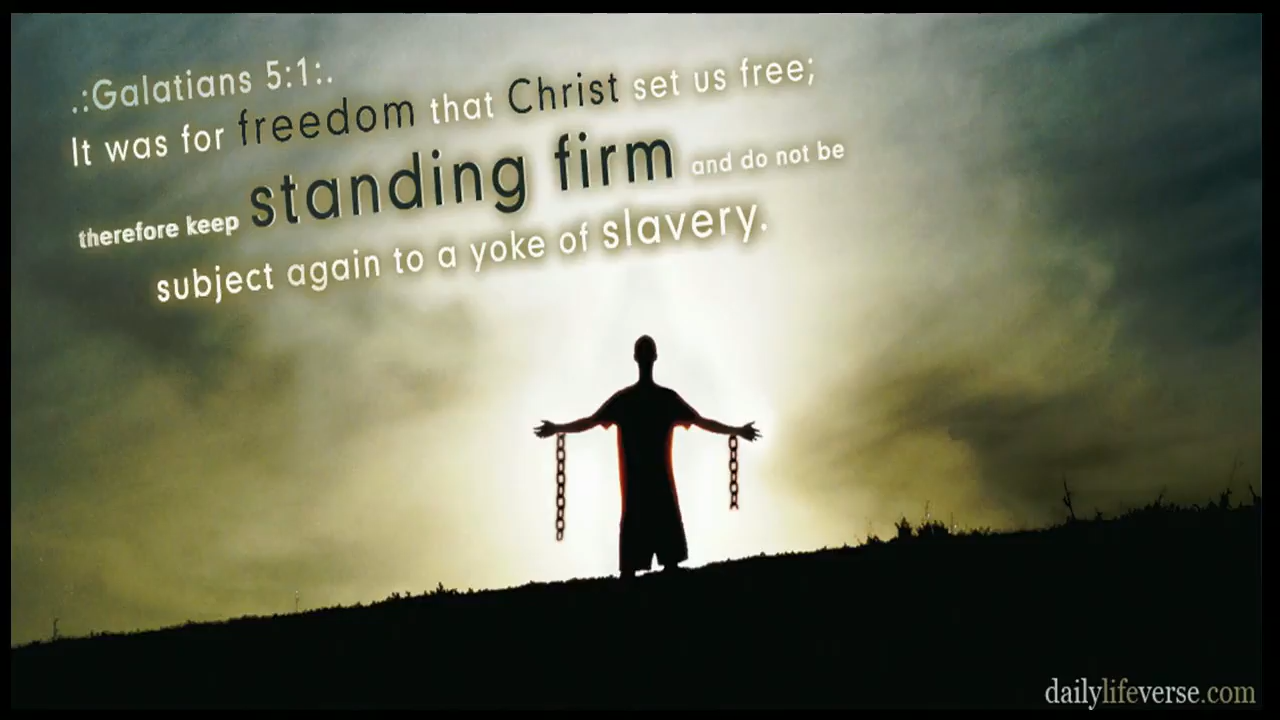 .:Galatians 5:1:.
It was for freedom that Christ set us free;
therefore keep standing firm and do not be
subject again to a yoke of slavery.
dailylifeverse.com